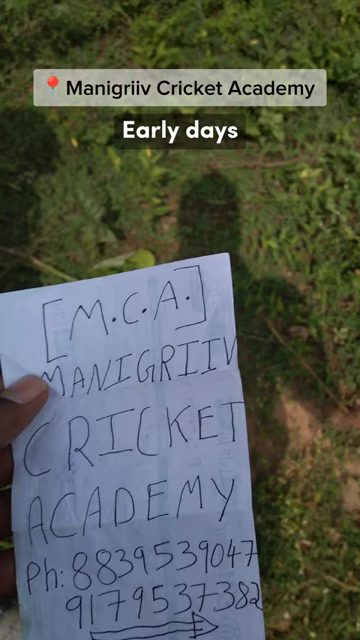 📍Manigriiv Cricket Academy
Early days
[M.C.A.]
MANIGRIIV
CRICKET
ACADEMY
Ph: 8839539047
9179537382